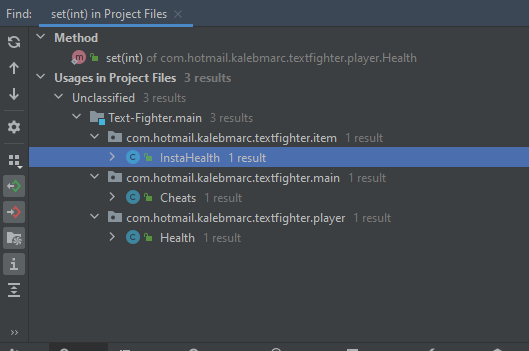 Find: set(int) in Project Files
Method
set(int) of com.hotmail.kalebmarc.textfighter.player.Health
Usages in Project Files 3 results
Unclassified 3 results
Text-Fighter.main 3 results
com.hotmail.kalebmarc.textfighter.item 1 result
InstaHealth 1 result
com.hotmail.kalebmarc.textfighter.main 1 result
Cheats 1 result
com.hotmail.kalebmarc.textfighter.player 1 result
Health 1 result